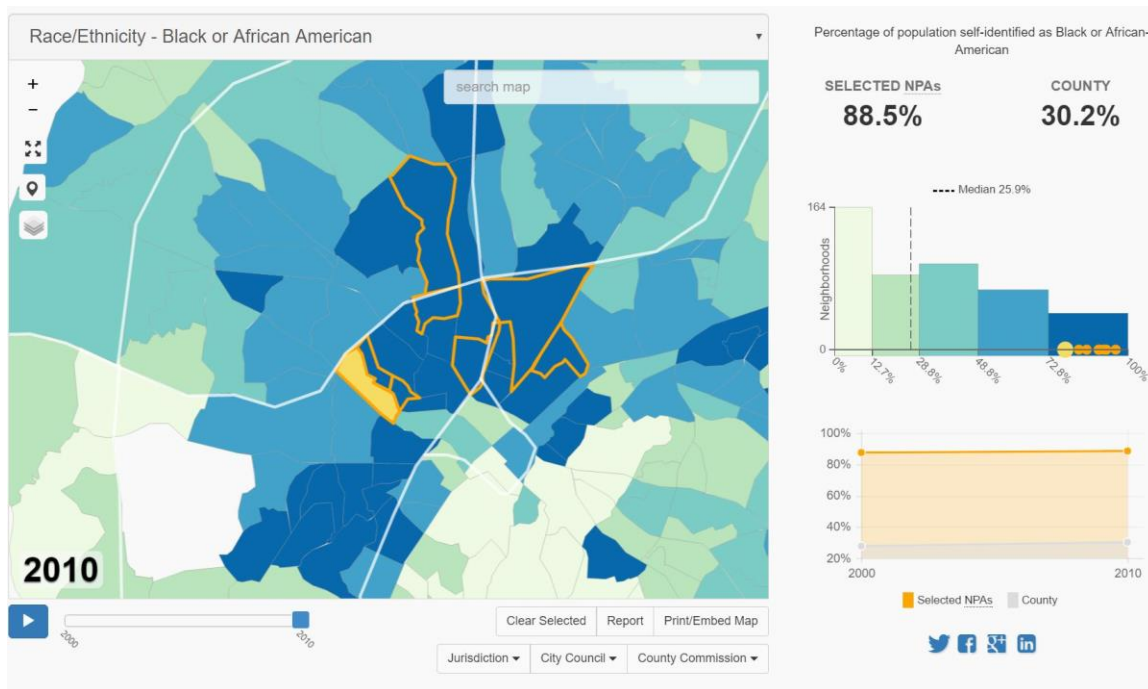 Race/Ethnicity - Black or African American
search map
+
−
2010
2000
2010
Clear Selected
Report
Print/Embed Map
Jurisdiction
City Council
County Commission
Percentage of population self-identified as Black or African-
American
SELECTED NPAs
COUNTY
88.5%
30.2%
Median 25.9%
164
Neighborhoods
0
0%
12.7%
28.8%
48.8%
72.8%
100%
100%
80%
60%
40%
20%
2000
2010
Selected NPAs
County